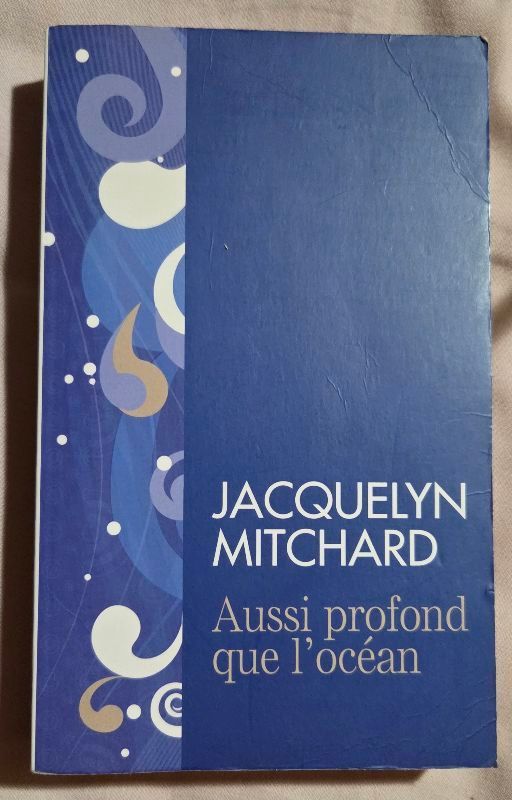 JACQUELYN
MITCHARD
Aussi profond
que l'océan